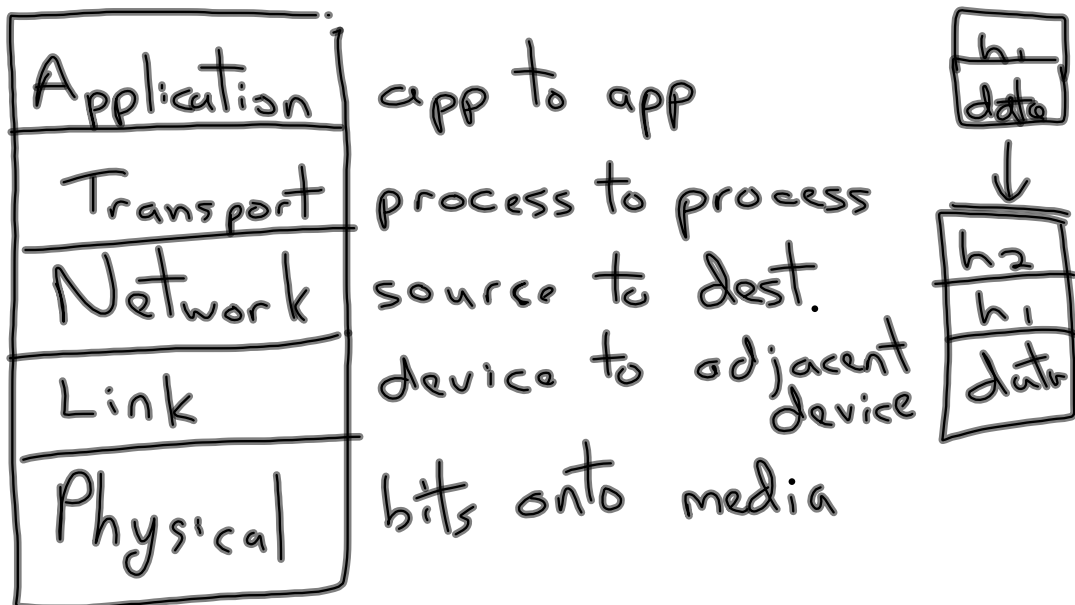 Application app to app
Transport process to process
Network source to dest.
Link device to adjacent
device
Physical bits onto media
h1
data
h2
h1
data